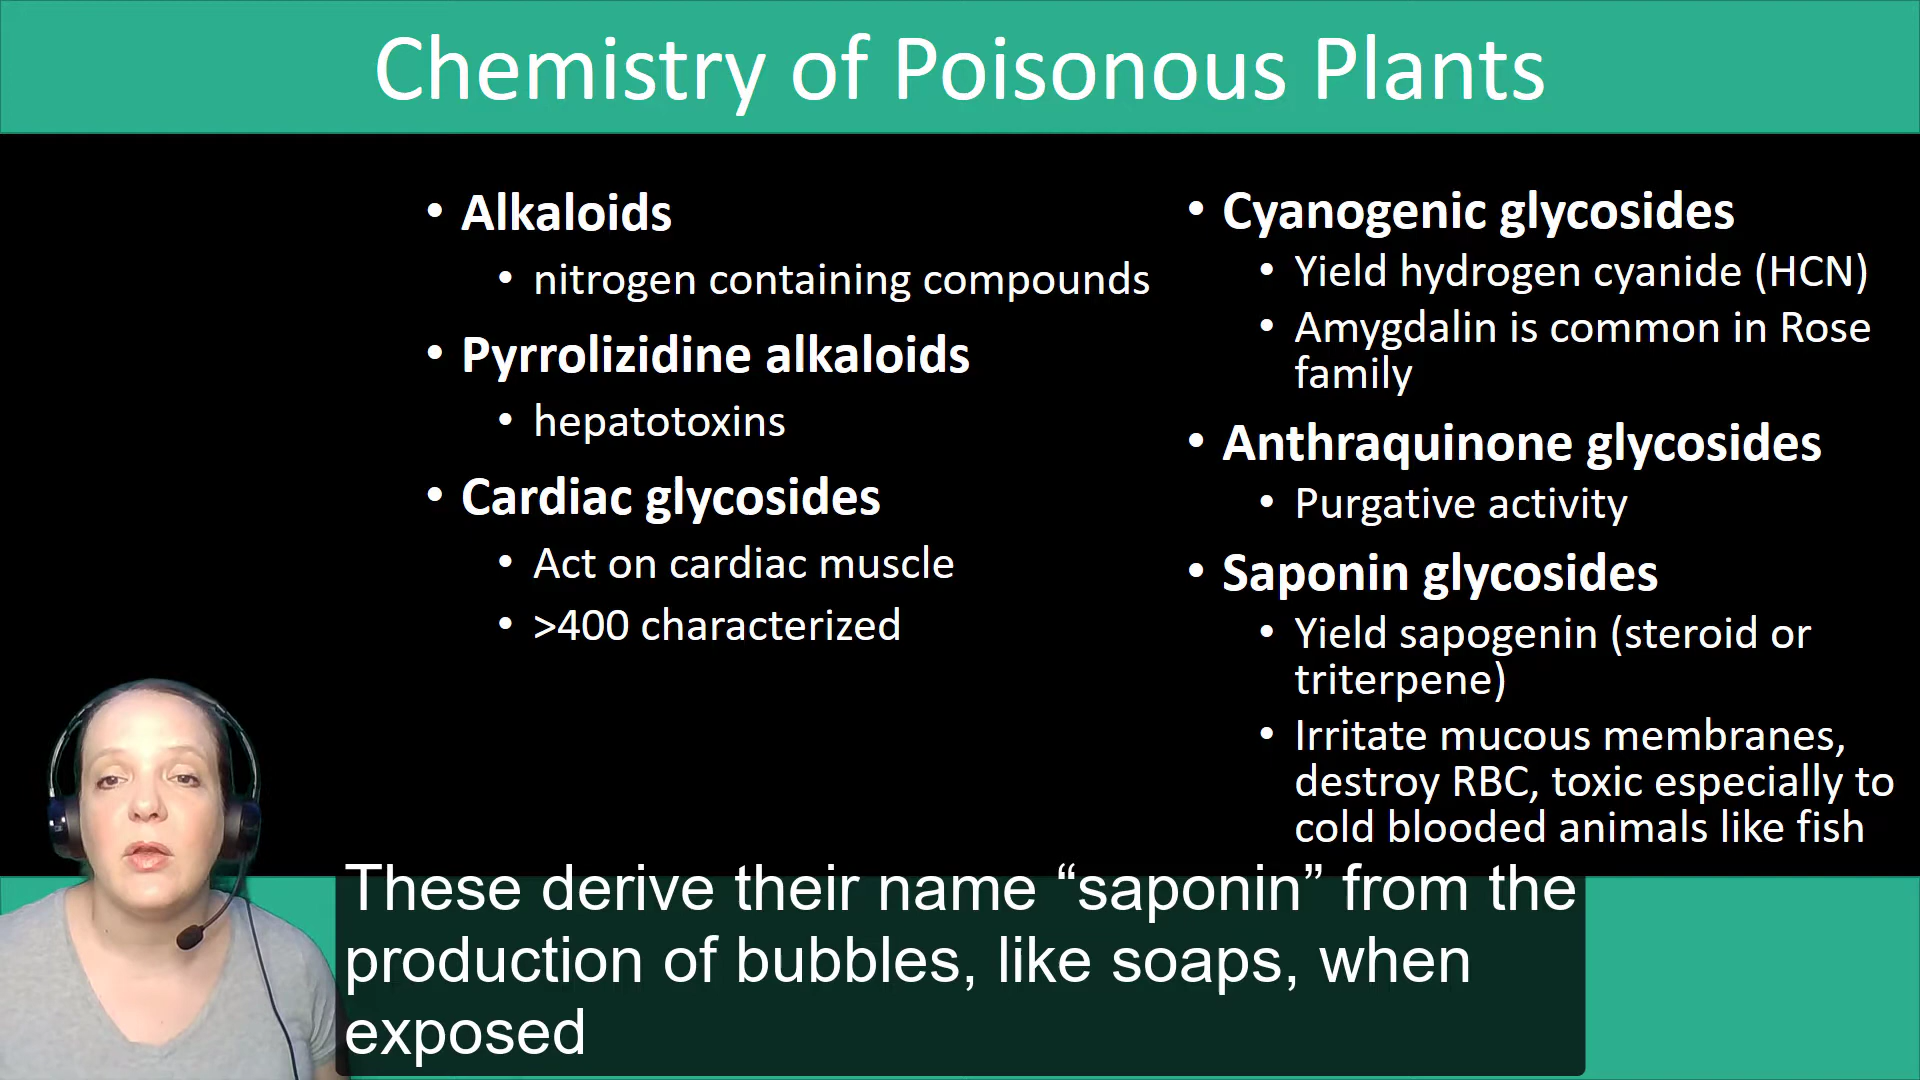 Chemistry of Poisonous Plants
• Alkaloids
• nitrogen containing compounds
• Pyrrolizidine alkaloids
• hepatotoxins
• Cardiac glycosides
• Act on cardiac muscle
• >400 characterized
• Cyanogenic glycosides
• Yield hydrogen cyanide (HCN)
• Amygdalin is common in Rose
family
• Anthraquinone glycosides
• Purgative activity
• Saponin glycosides
• Yield sapogenin (steroid or
triterpene)
• Irritate mucous membranes,
destroy RBC, toxic especially to
cold blooded animals like fish
These derive their name “saponin” from the
production of bubbles, like soaps, when
exposed